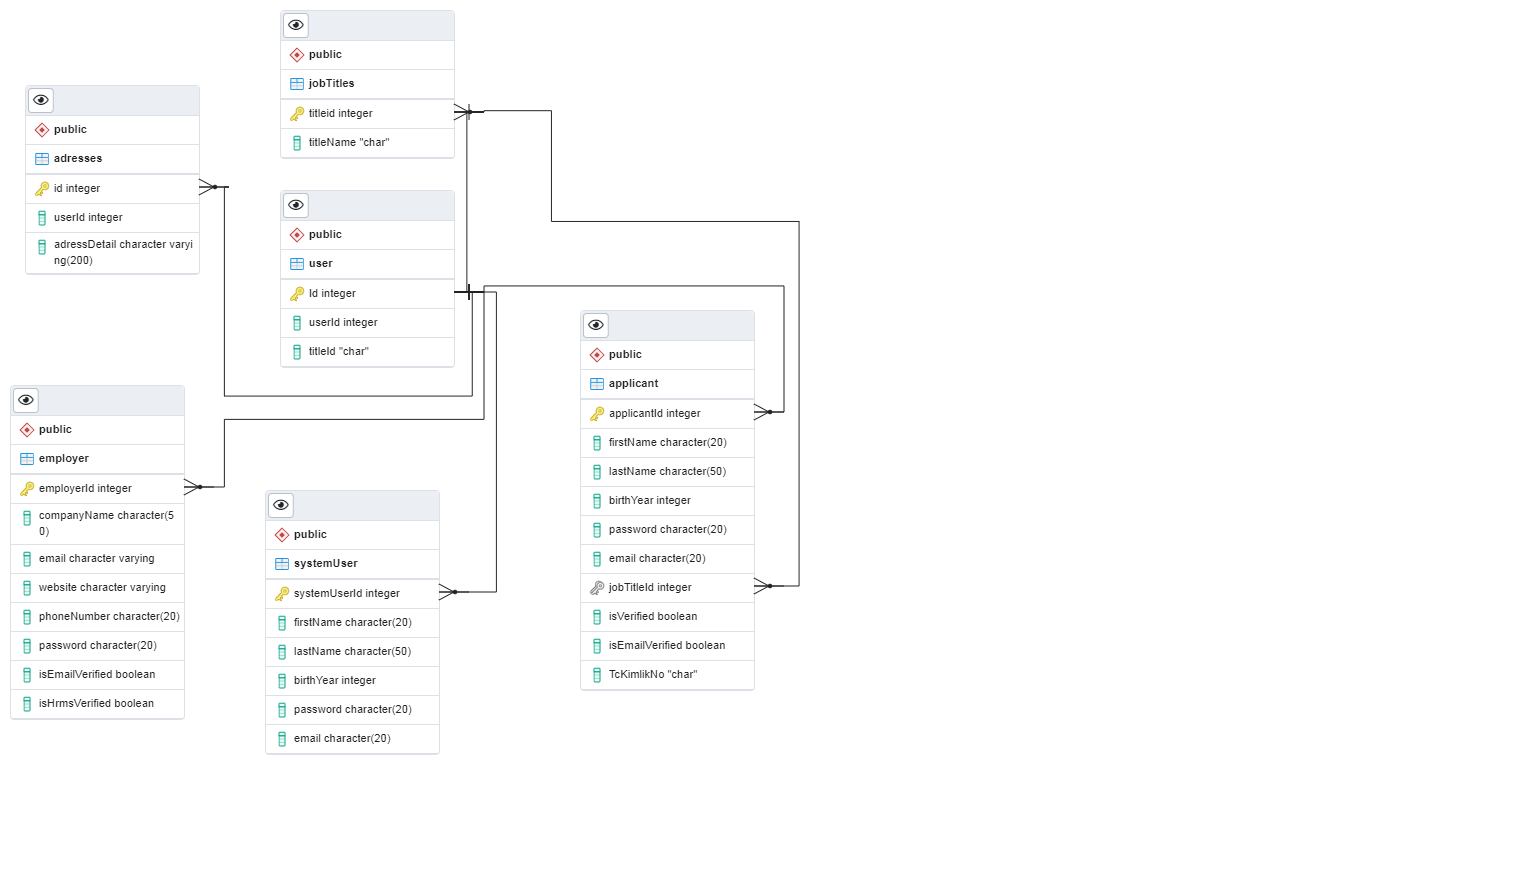 public
jobTitles
titleid integer
titleName "char"
public
adresses
id integer
userId integer
adressDetail character varyi
ng(200)
public
user
Id integer
userId integer
titleId "char"
public
applicant
applicantId integer
firstName character(20)
lastName character(50)
birthYear integer
password character(20)
email character(20)
jobTitleId integer
isVerified boolean
isEmailVerified boolean
TcKimlikNo "char"
public
employer
employerId integer
companyName character(5
0)
email character varying
website character varying
phoneNumber character(20)
password character(20)
isEmailVerified boolean
isHrmsVerified boolean
public
systemUser
systemUserId integer
firstName character(20)
lastName character(50)
birthYear integer
password character(20)
email character(20)